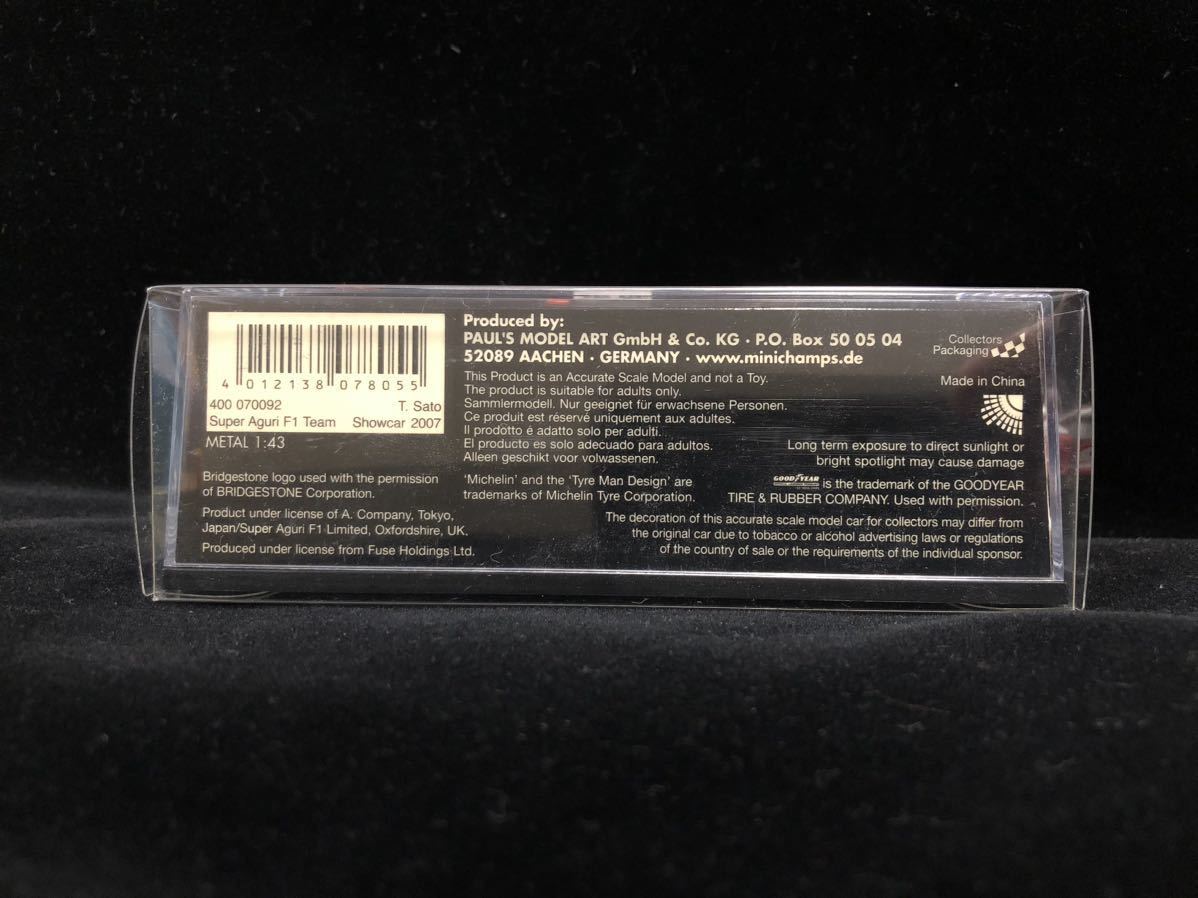 4 012138 078055
400 070092 T. Sato
Super Aguri F1 Team Showcar 2007
METAL 1:43
Bridgestone logo used with the permission
of BRIDGESTONE Corporation.
Product under license of A. Company, Tokyo,
Japan/Super Aguri F1 Limited, Oxfordshire, UK.
Produced under license from Fuse Holdings Ltd.
Produced by:
PAUL'S MODEL ART GmbH & Co. KG · P.O. Box 50 05 04
52089 AACHEN · GERMANY · www.minichamps.de
This Product is an Accurate Scale Model and not a Toy.
The product is suitable for adults only.
Sammlermodell. Nur geeignet für erwachsene Personen.
Ce produit est réservé uniquement aux adultes.
Il prodotto é adatto solo per adulti.
El producto es solo adecuado para adultos.
Alleen geschikt voor volwassenen.
'Michelin' and the 'Tyre Man Design' are
trademarks of Michelin Tyre Corporation.
Collectors
Packaging
Made in China
Long term exposure to direct sunlight or
bright spotlight may cause damage
GOODYEAR is the trademark of the GOODYEAR
TIRE & RUBBER COMPANY. Used with permission.
The decoration of this accurate scale model car for collectors may differ from
the original car due to tobacco or alcohol advertising laws or regulations
of the country of sale or the requirements of the individual sponsor.